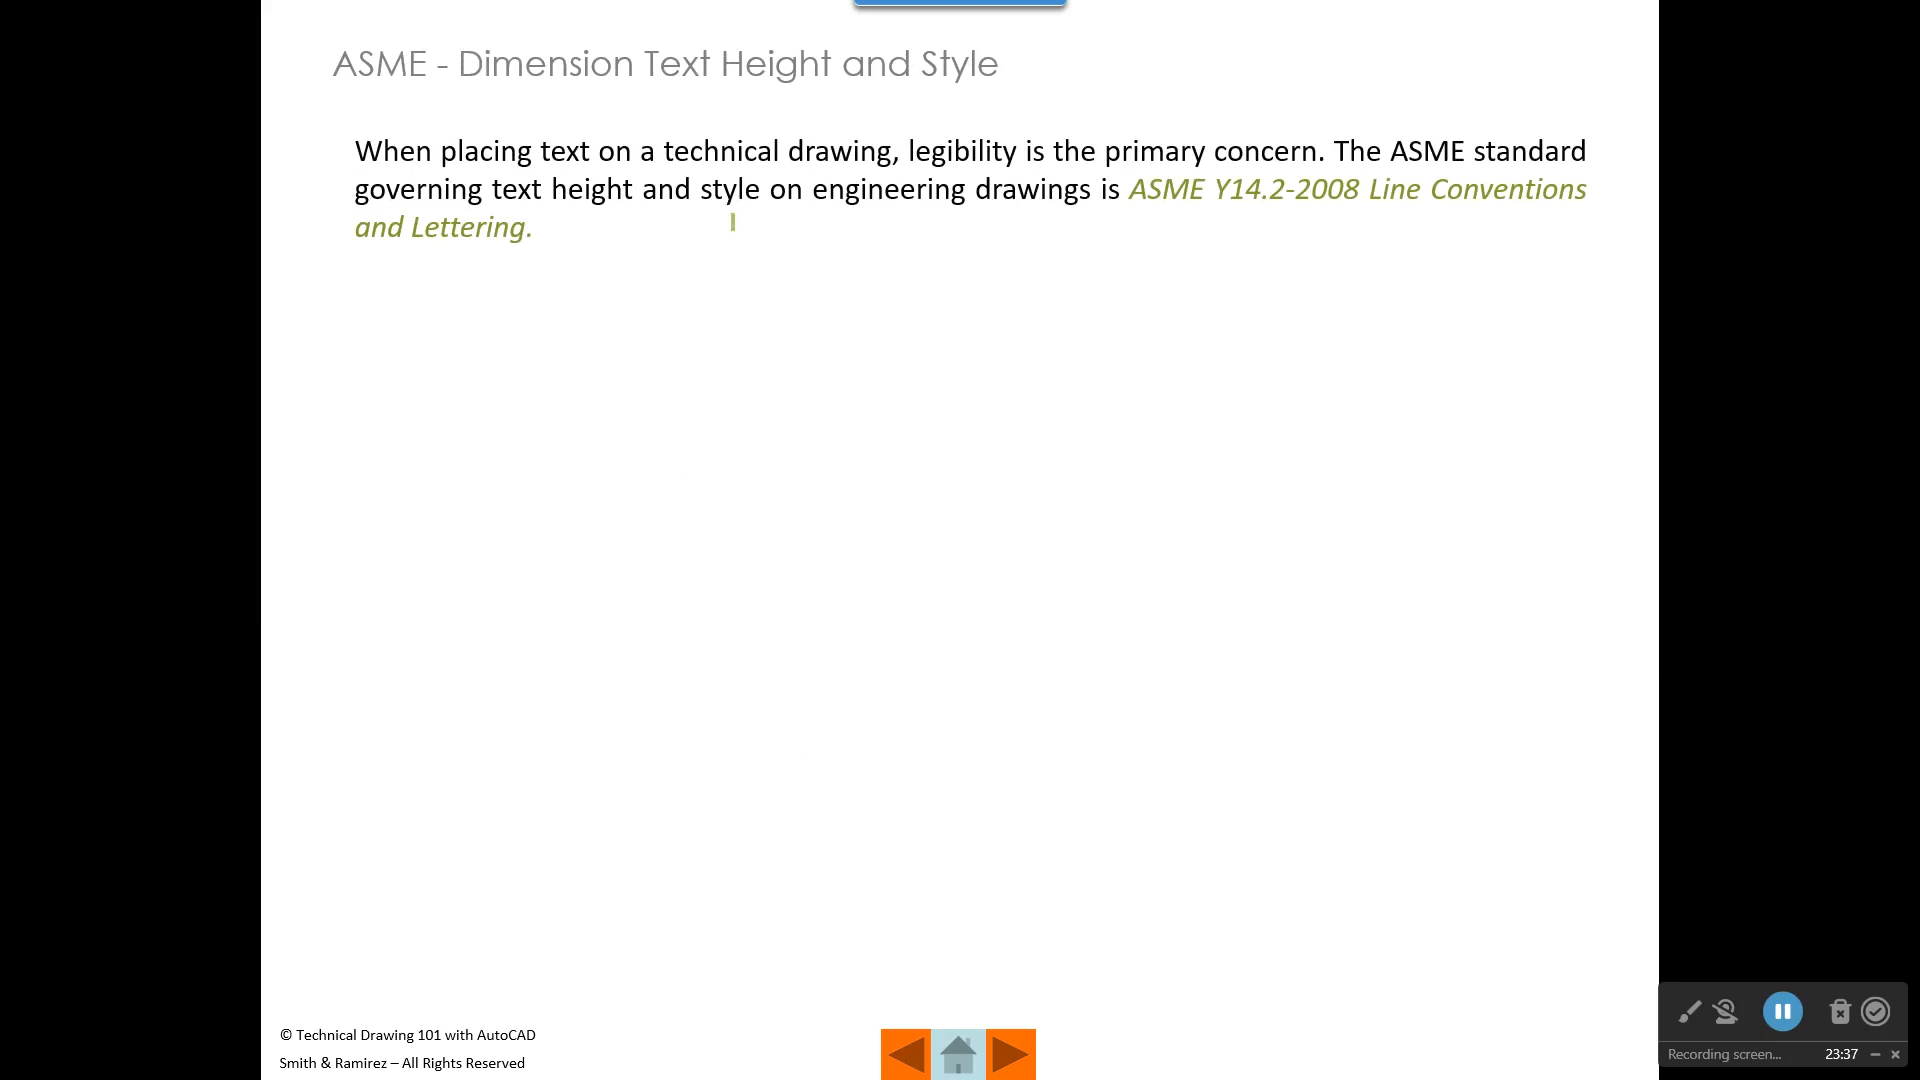 ASME - Dimension Text Height and Style
When placing text on a technical drawing, legibility is the primary concern. The ASME standard
governing text height and style on engineering drawings is ASME Y14.2-2008 Line Conventions
and Lettering.
© Technical Drawing 101 with AutoCAD
Smith & Ramirez – All Rights Reserved
Recording screen... 23:37